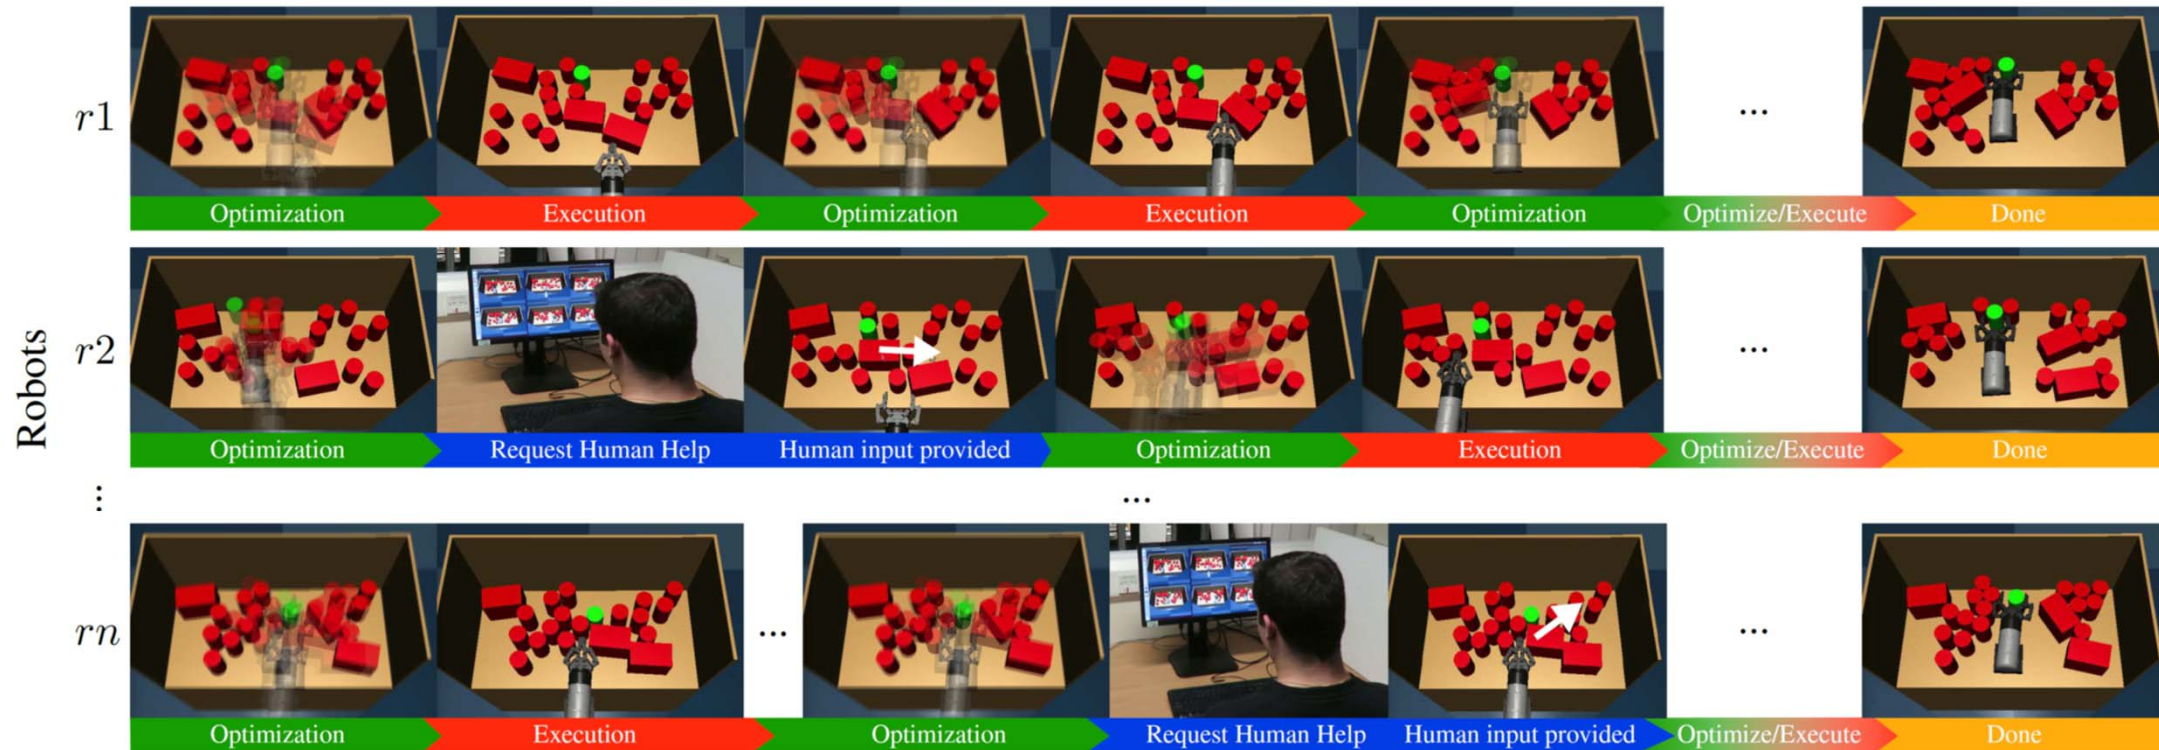 r1
Optimization Execution Optimization Execution Optimization Optimize/Execute Done
...
Robots
r2
Optimization Request Human Help Human input provided Optimization Execution Optimize/Execute Done
...
⋮
...
rn
...
...
Optimization Execution Optimization Request Human Help Human input provided Optimize/Execute Done